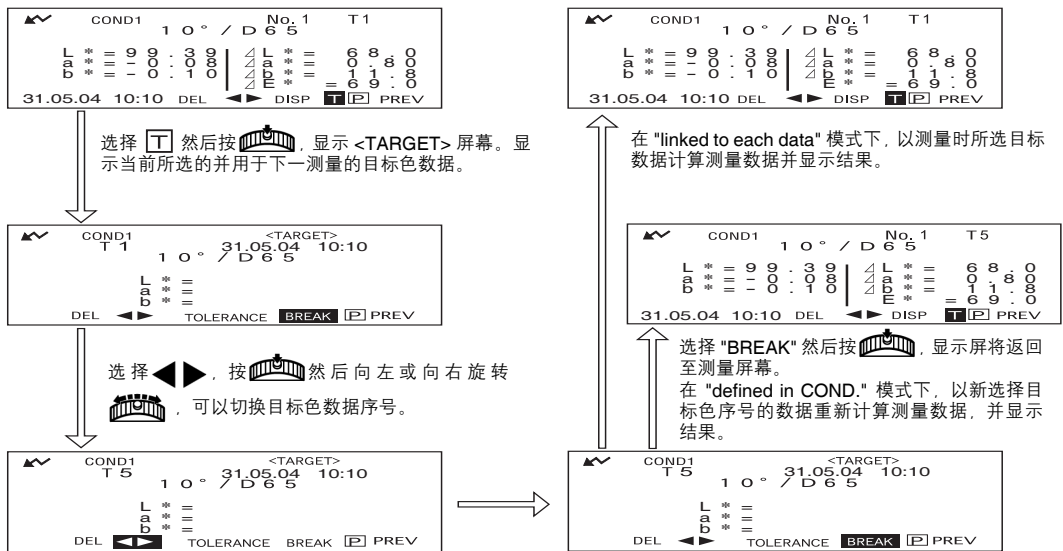 COND1 No. 1 T1
10°/D65
L*=99.39 ⊿L*= 68.0
a*=-0.08 ⊿a*= 0.80
b*=-0.10 ⊿b*= 11.8
⊿E*=69.0
31.05.04 10:10 DEL ◀▶ DISP T P PREV
选择 T 然后按 , 显示 <TARGET> 屏幕。显
示当前所选的并用于下一测量的目标色数据。
COND1 <TARGET>
T1 31.05.04 10:10
10°/D65
L*=
a*=
b*=
DEL ◀▶ TOLERANCE BREAK P PREV
选择◀▶, 按 然后向左或向右旋转
, 可以切换目标色数据序号。
COND1 <TARGET>
T5 31.05.04 10:10
10°/D65
L*=
a*=
b*=
DEL ◀▶ TOLERANCE BREAK P PREV
COND1 No. 1 T1
10°/D65
L*=99.39 ⊿L*= 68.0
a*=-0.08 ⊿a*= 0.80
b*=-0.10 ⊿b*= 11.8
⊿E*=69.0
31.05.04 10:10 DEL ◀▶ DISP T P PREV
在 "linked to each data" 模式下, 以测量时所选目标
数据计算测量数据并显示结果。
COND1 No. 1 T5
10°/D65
L*=99.39 ⊿L*= 68.0
a*=-0.08 ⊿a*= 0.80
b*=-0.10 ⊿b*= 11.8
E*=69.0
31.05.04 10:10 DEL ◀▶ DISP T P PREV
选择 "BREAK" 然后按 , 显示屏将返回
至测量屏幕。
在 "defined in COND." 模式下, 以新选择目
标色序号的数据重新计算测量数据, 并显示
结果。
COND1 <TARGET>
T5 31.05.04 10:10
10°/D65
L*=
a*=
b*=
DEL ◀▶ TOLERANCE BREAK P PREV